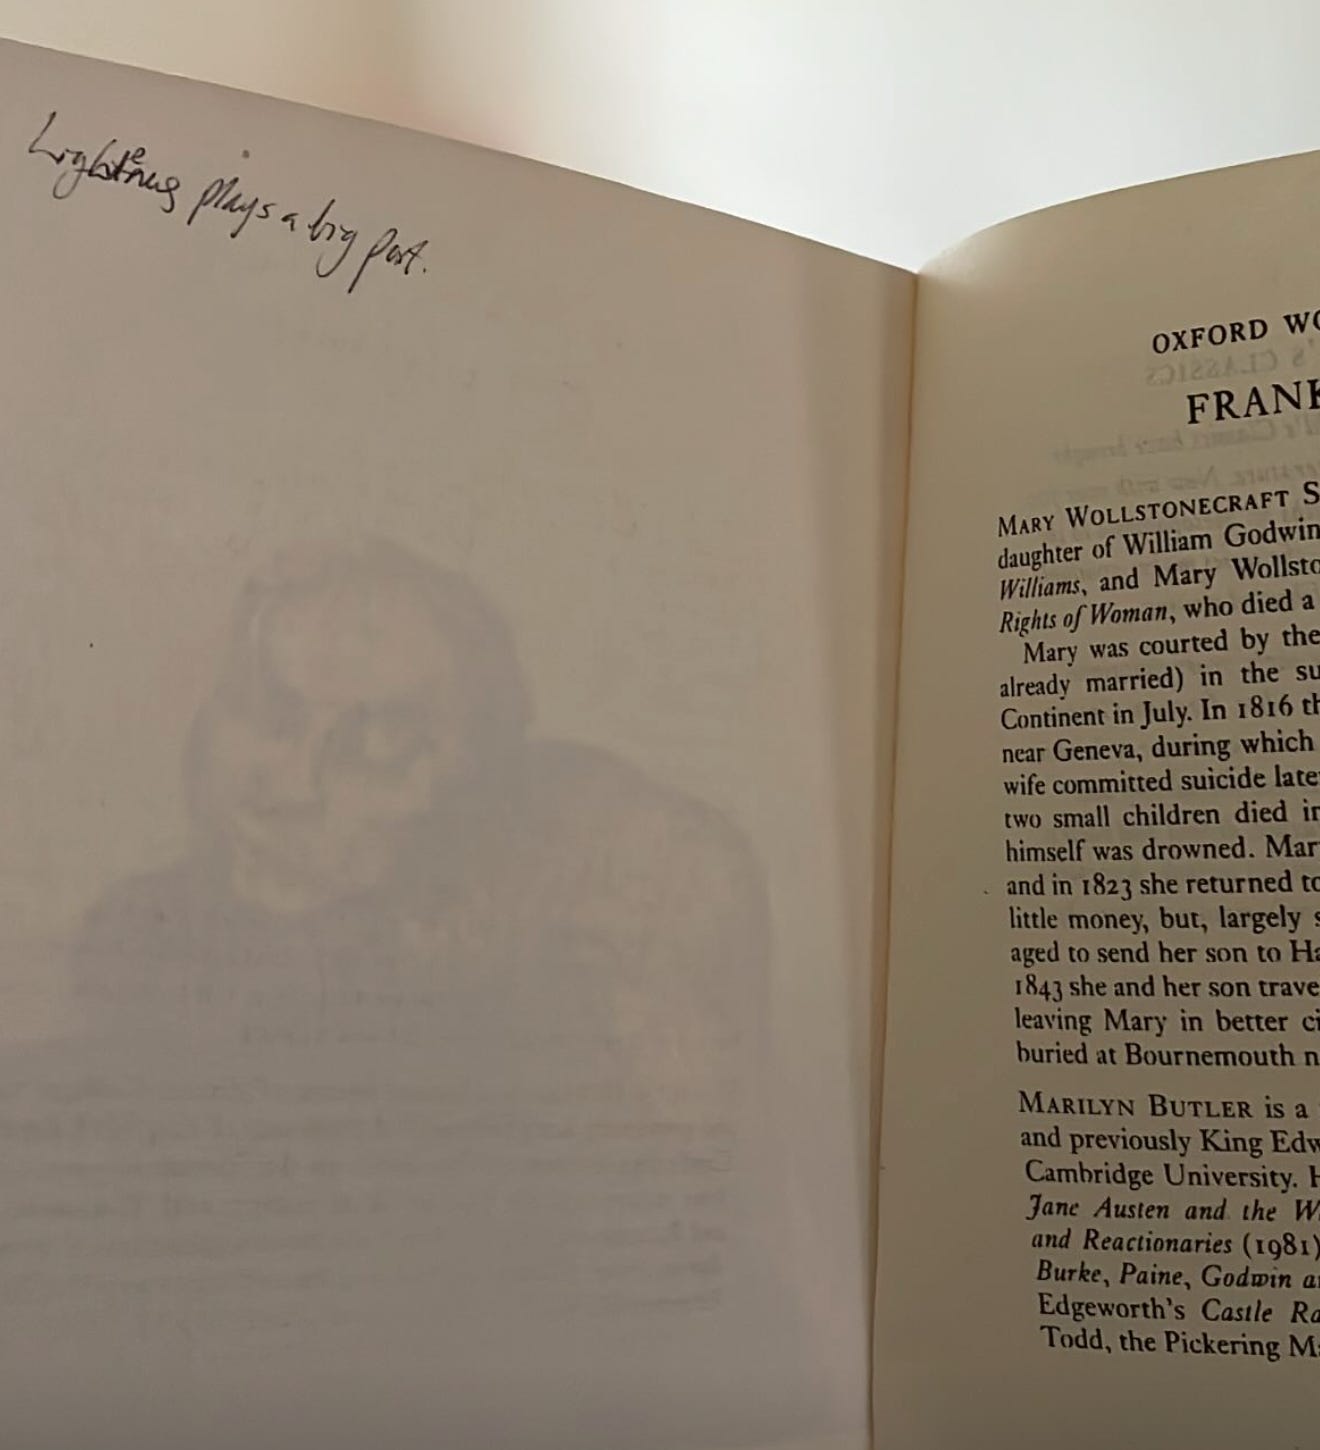 Lightening plays a big part.
OXFORD WO
'S CLASSICS
FRANK
MARY WOLLSTONECRAFT S
daughter of William Godwin
Williams, and Mary Wollsto
Rights of Woman, who died a
Mary was courted by the
already married) in the su
Continent in July. In 1816 th
near Geneva, during which
wife committed suicide late
two small children died in
himself was drowned. Mar
and in 1823 she returned to
little money, but, largely s
aged to send her son to Ha
1843 she and her son trave
leaving Mary in better ci
buried at Bournemouth n
MARILYN BUTLER is a
and previously King Edw
Cambridge University. H
Jane Austen and the W
and Reactionaries (1981)
Burke, Paine, Godwin a
Edgeworth's Castle Ra
Todd, the Pickering M